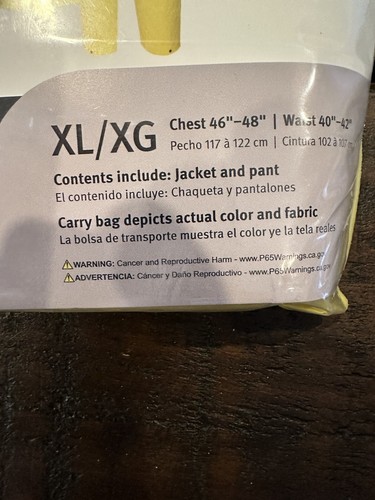 XL/XG
Chest 46"–48" | Waist 40"–42"
Pecho 117 à 122 cm | Cintura 102 à
Contents include: Jacket and pant
El contenido incluye: Chaqueta y pantalones
Carry bag depicts actual color and fabric
La bolsa de transporte muestra el color ye la tela reales
⚠WARNING: Cancer and Reproductive Harm - www.P65Warnings.ca.gov
⚠ADVERTENCIA: Cáncer y Daño Reproductivo - www.P65Warnings.ca.gov